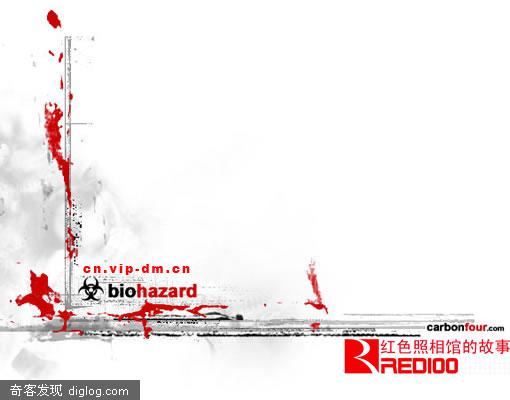 cn.vip-dm.cn
biohazard
carbonfour.com
红色照相馆的故事
RED100
奇客发现 diglog.com